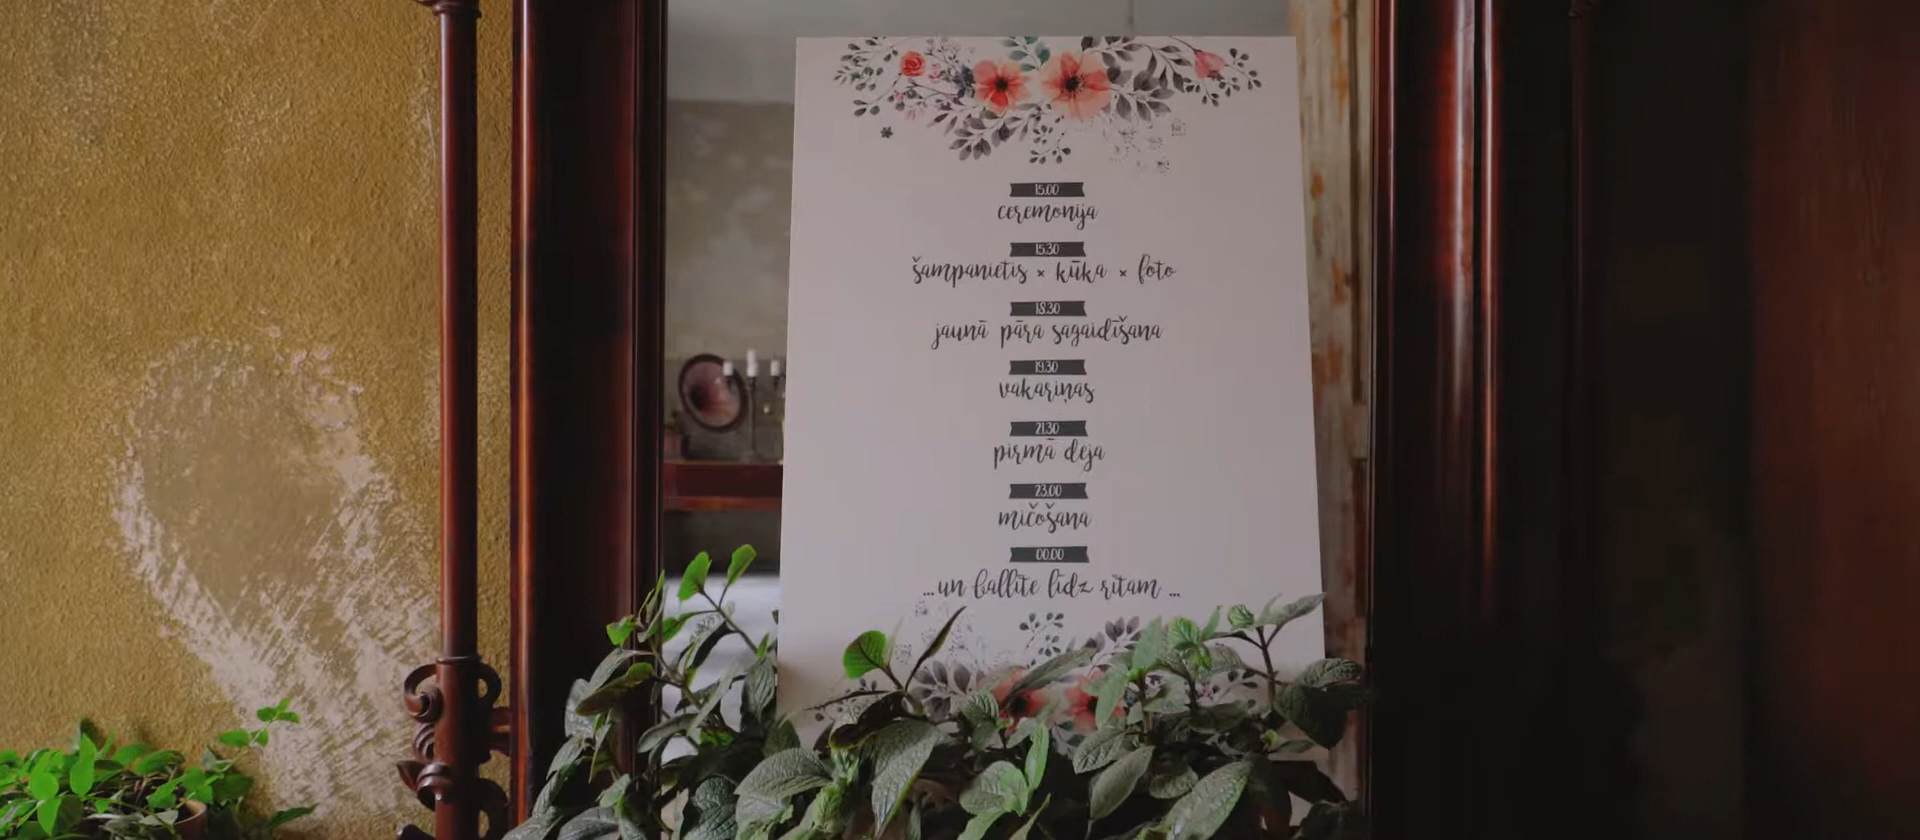 15.00
ceremonija
15.30
šampanietis × kūka × foto
18.30
jaunā pāra sagaidīšana
19.30
vakariņas
21.30
pirmā deja
23.00
mičošana
00.00
...un ballīte līdz rītam ...